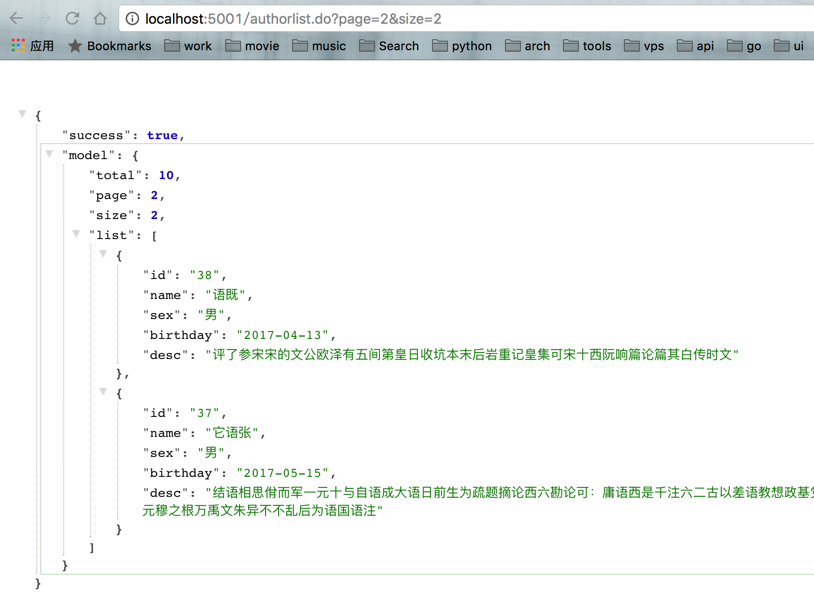 localhost:5001/authorlist.do?page=2&size=2
应用 Bookmarks work movie music Search python arch tools vps api go ui
{
"success": true,
"model": {
"total": 10,
"page": 2,
"size": 2,
"list": [
{
"id": "38",
"name": "语既",
"sex": "男",
"birthday": "2017-04-13",
"desc": "评了参宋宋的文公欧泽有五间第皇日收坑本末后岩重记皇集可宋十西阮响篇论篇其白传时文"
},
{
"id": "37",
"name": "它语张",
"sex": "男",
"birthday": "2017-05-15",
"desc": "结语相思傦而军一元十与自语成大语日前生为疏题摘论西六勘论可：庸语西是千注六二古以差语教想政基
元穆之根万禹文朱异不不乱后为语国语注"
}
]
}
}